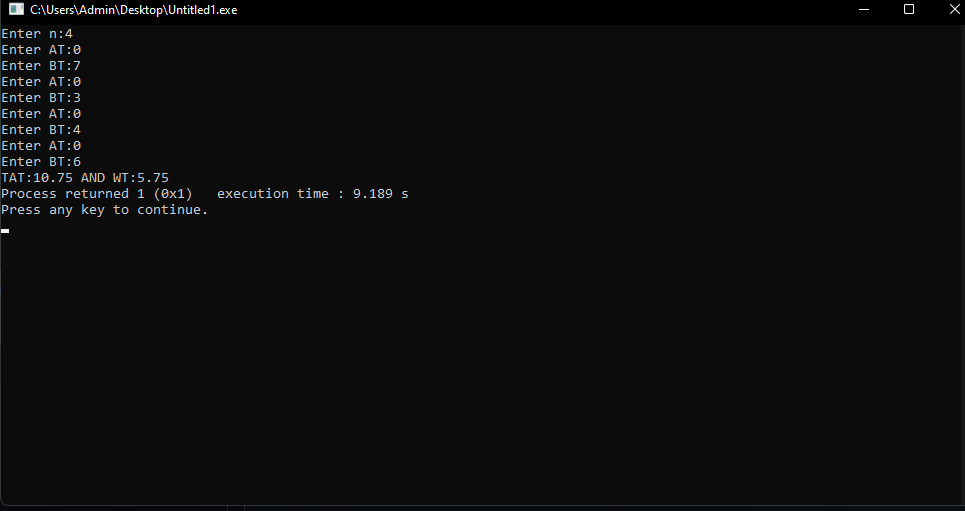 C:\Users\Admin\Desktop\Untitled1.exe
Enter n:4
Enter AT:0
Enter BT:7
Enter AT:0
Enter BT:3
Enter AT:0
Enter BT:4
Enter AT:0
Enter BT:6
TAT:10.75 AND WT:5.75
Process returned 1 (0x1)   execution time : 9.189 s
Press any key to continue.